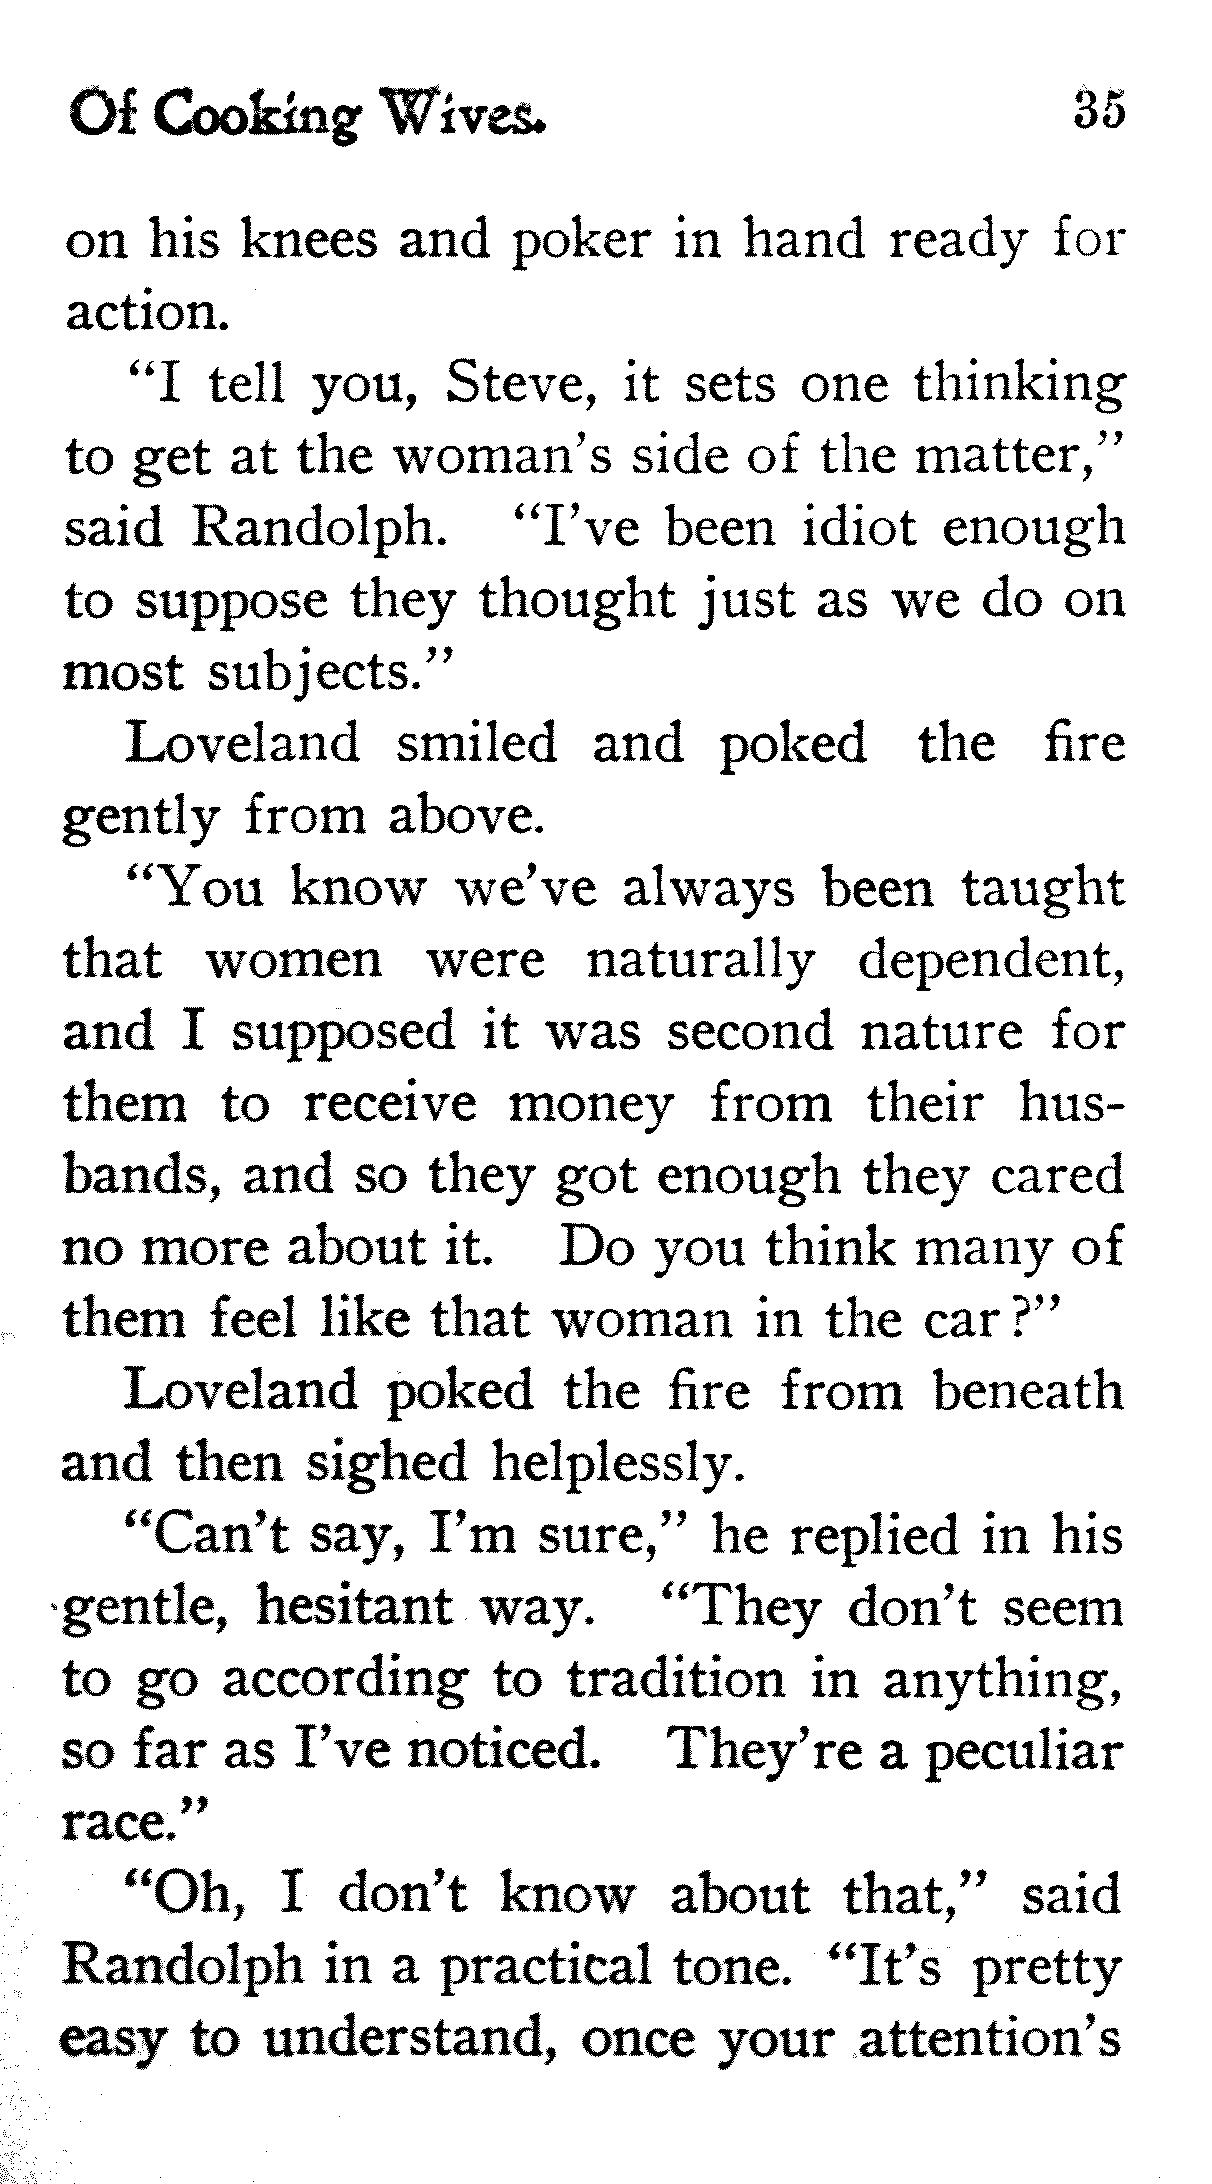 Of Cooking Wives. 35
on his knees and poker in hand ready for
action.
"I tell you, Steve, it sets one thinking
to get at the woman's side of the matter,"
said Randolph. "I've been idiot enough
to suppose they thought just as we do on
most subjects."
Loveland smiled and poked the fire
gently from above.
"You know we've always been taught
that women were naturally dependent,
and I supposed it was second nature for
them to receive money from their hus-
bands, and so they got enough they cared
no more about it. Do you think many of
them feel like that woman in the car?"
Loveland poked the fire from beneath
and then sighed helplessly.
"Can't say, I'm sure," he replied in his
gentle, hesitant way. "They don't seem
to go according to tradition in anything,
so far as I've noticed. They're a peculiar
race."
"Oh, I don't know about that," said
Randolph in a practical tone. "It's pretty
easy to understand, once your attention's